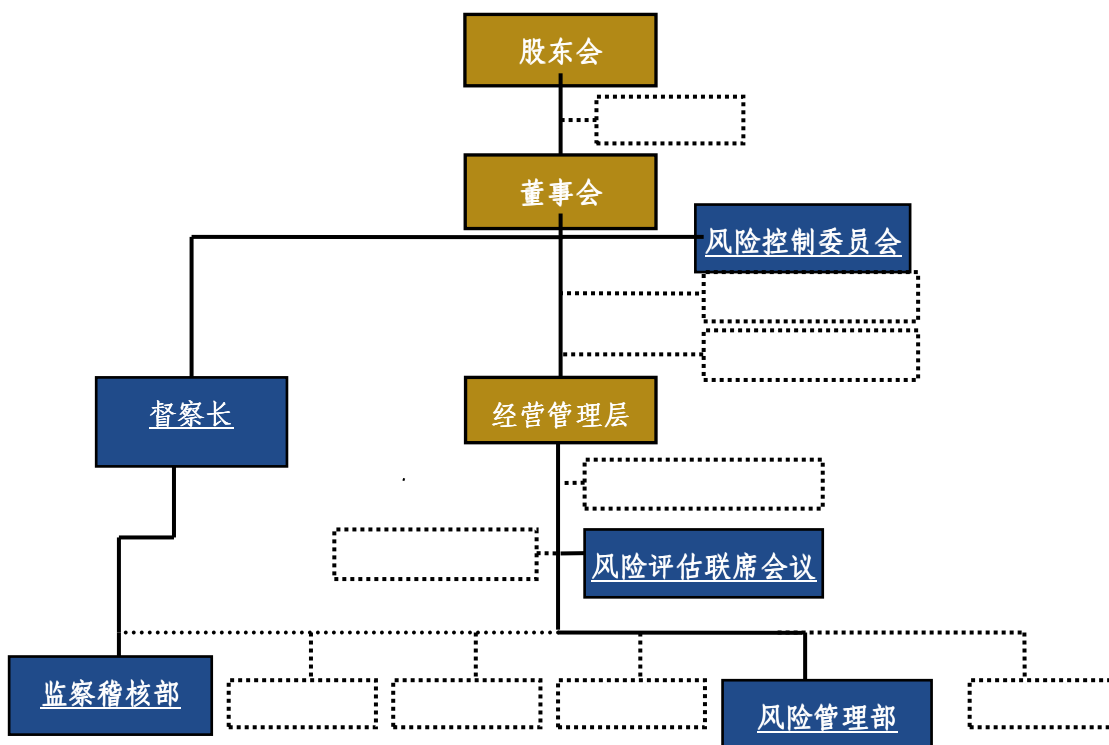 股东会
董事会
风险控制委员会
督察长
经营管理层
风险评估联席会议
监察稽核部
风险管理部